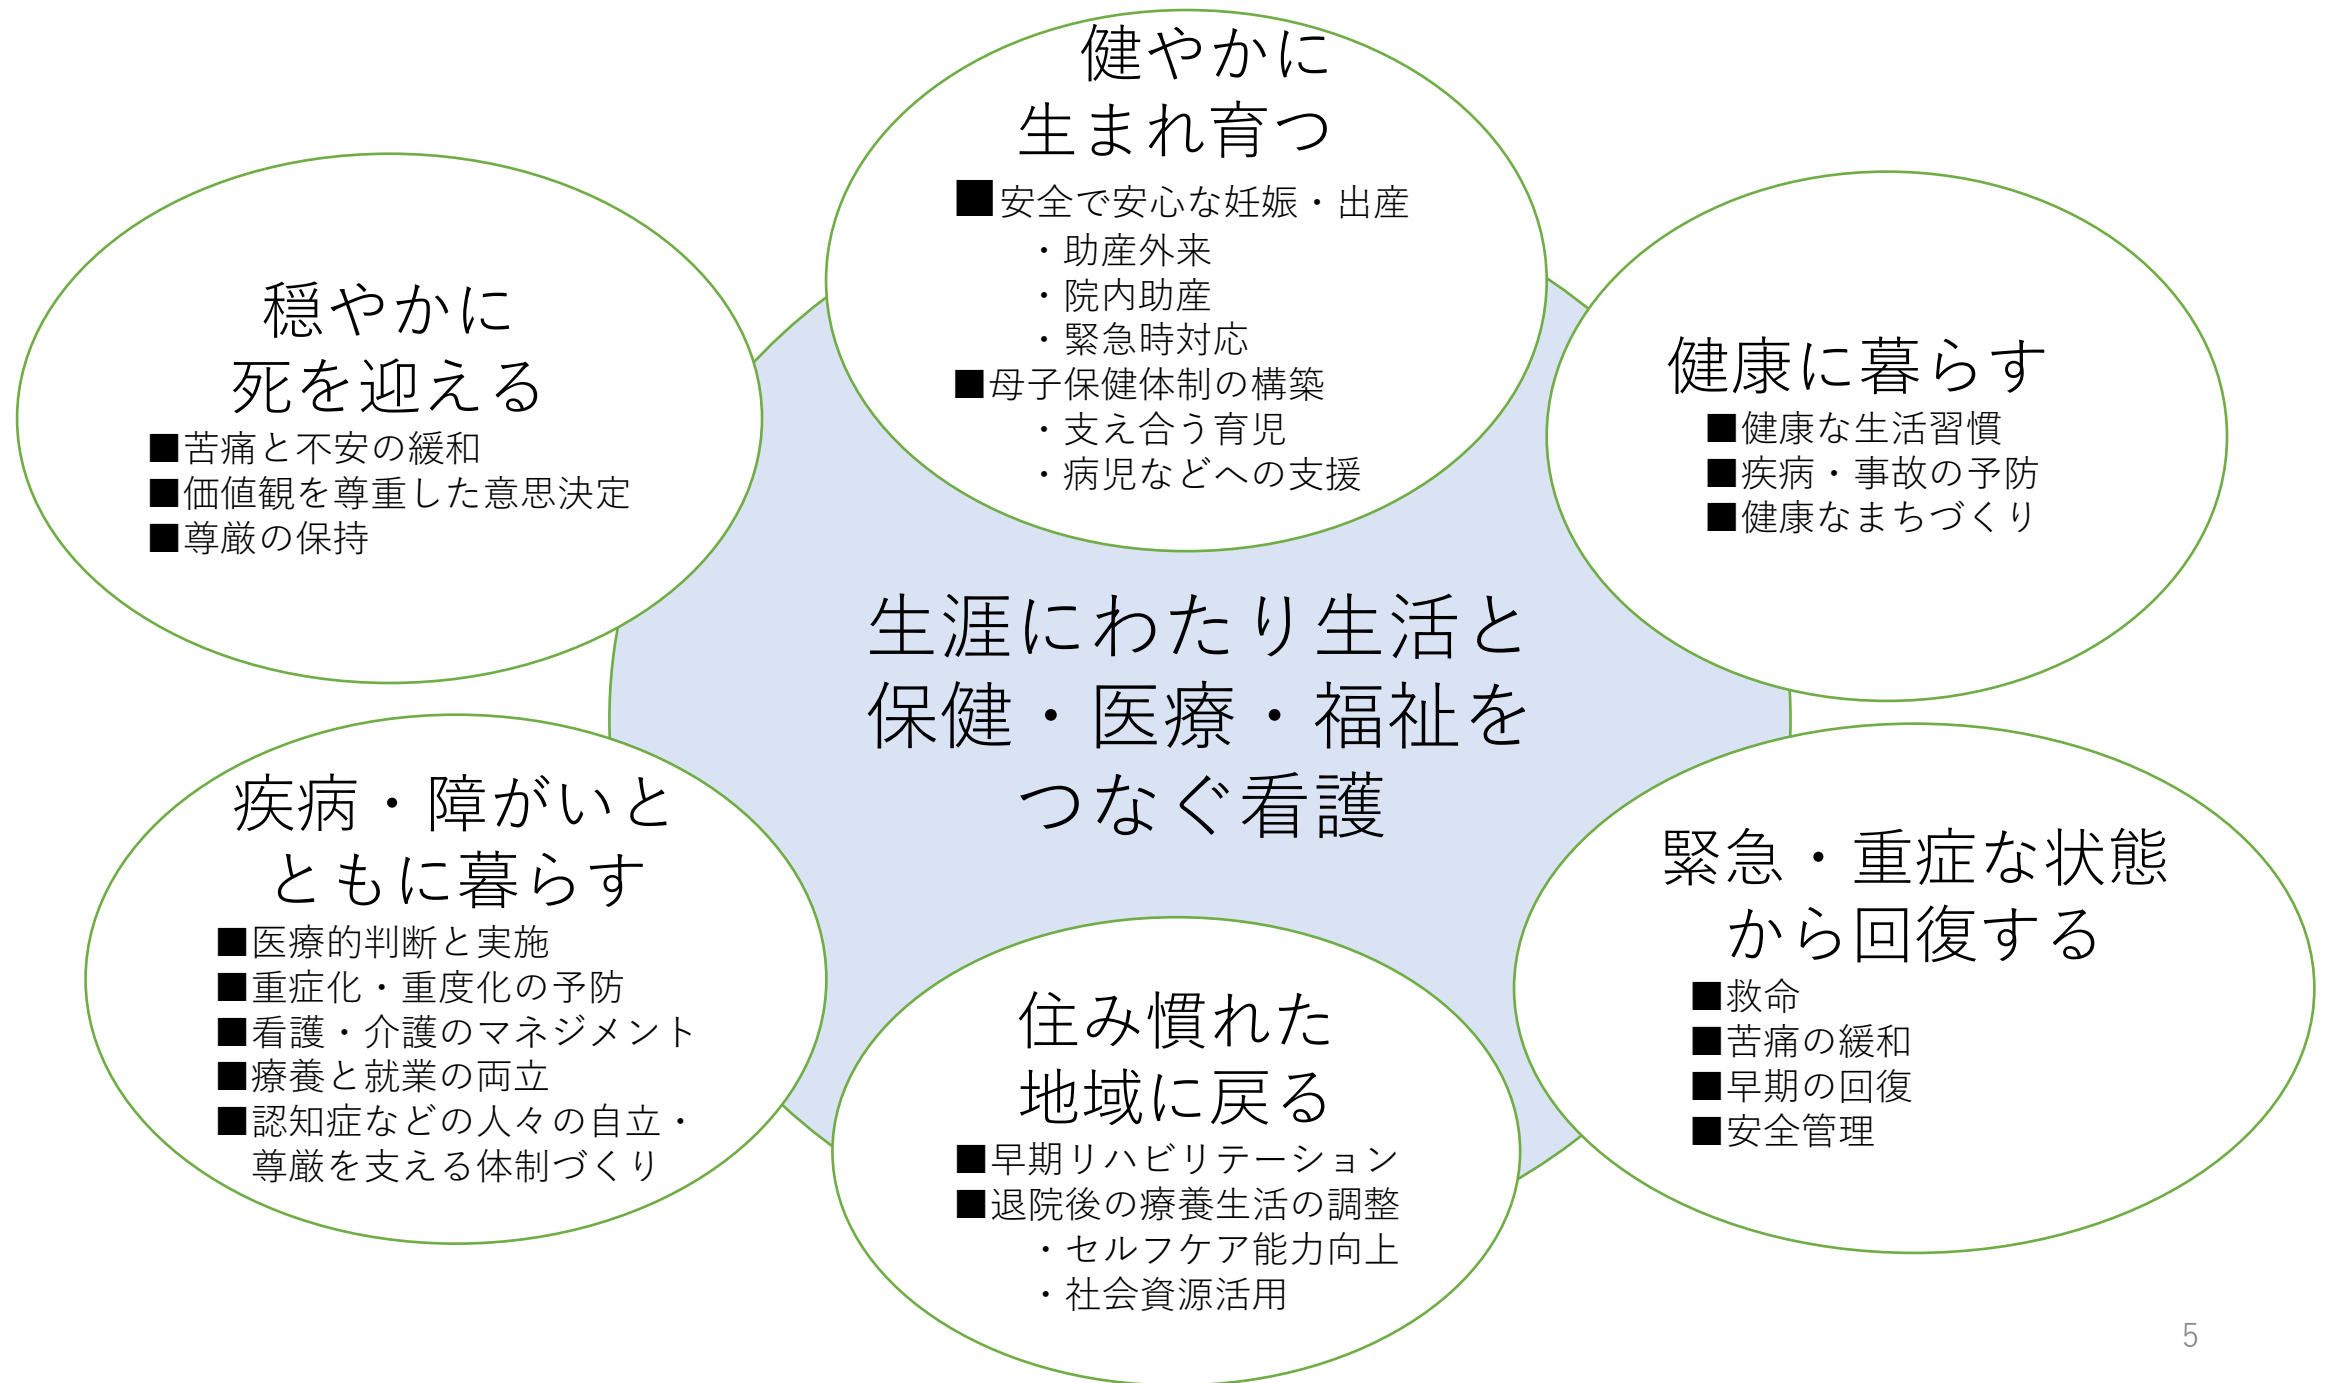 健やかに
生まれ育つ
■安全で安心な妊娠・出産
・助産外来
・院内助産
・緊急時対応
■母子保健体制の構築
・支え合う育児
・病児などへの支援
健康に暮らす
■健康な生活習慣
■疾病・事故の予防
■健康なまちづくり
緊急・重症な状態
から回復する
■救命
■苦痛の緩和
■早期の回復
■安全管理
住み慣れた
地域に戻る
■早期リハビリテーション
■退院後の療養生活の調整
・セルフケア能力向上
・社会資源活用
疾病・障がいと
ともに暮らす
■医療的判断と実施
■重症化・重度化の予防
■看護・介護のマネジメント
■療養と就業の両立
■認知症などの人々の自立・
尊厳を支える体制づくり
穏やかに
死を迎える
■苦痛と不安の緩和
■価値観を尊重した意思決定
■尊厳の保持
生涯にわたり生活と
保健・医療・福祉を
つなぐ看護
5